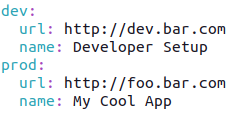 dev:
  url: http://dev.bar.com
  name: Developer Setup
prod:
  url: http://foo.bar.com
  name: My Cool App